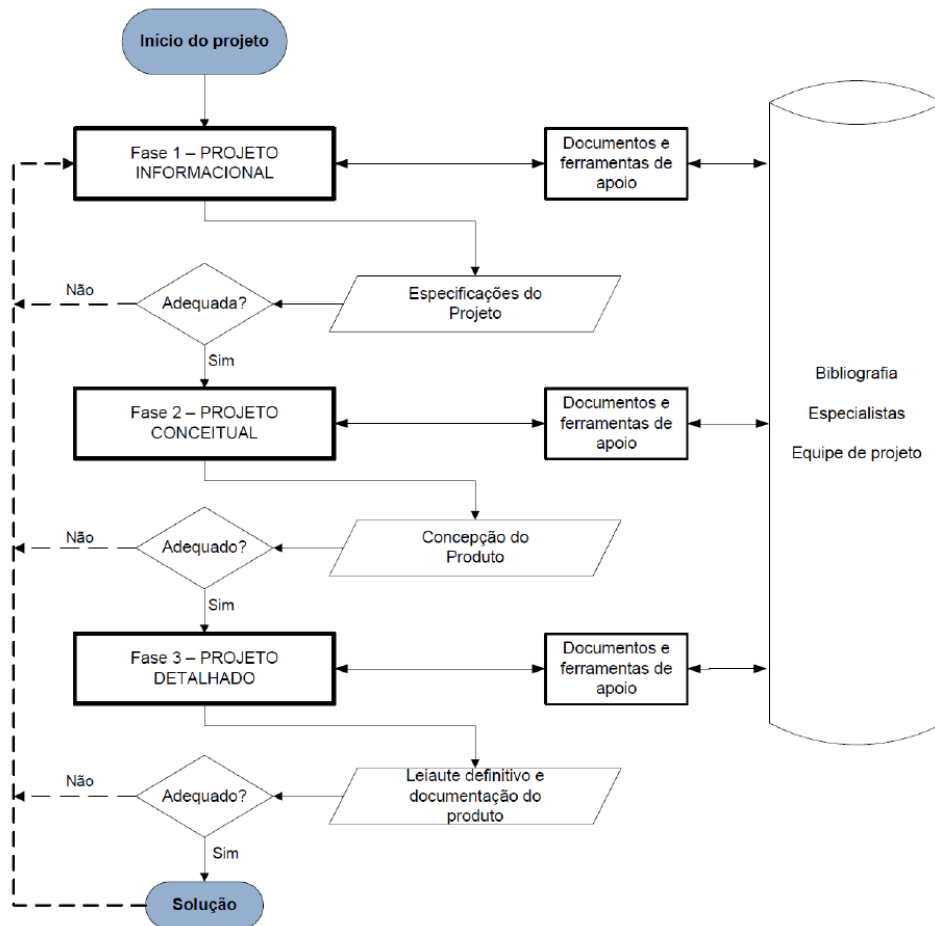 Início do projeto
Fase 1 – PROJETO
INFORMACIONAL
Documentos e
ferramentas de
apoio
Não
Adequada?
Especificações do
Projeto
Sim
Fase 2 – PROJETO
CONCEITUAL
Documentos e
ferramentas de
apoio
Bibliografia
Especialistas
Equipe de projeto
Não
Adequado?
Concepção do
Produto
Sim
Fase 3 – PROJETO
DETALHADO
Documentos e
ferramentas de
apoio
Não
Adequado?
Leiaute definitivo e
documentação do
produto
Sim
Solução